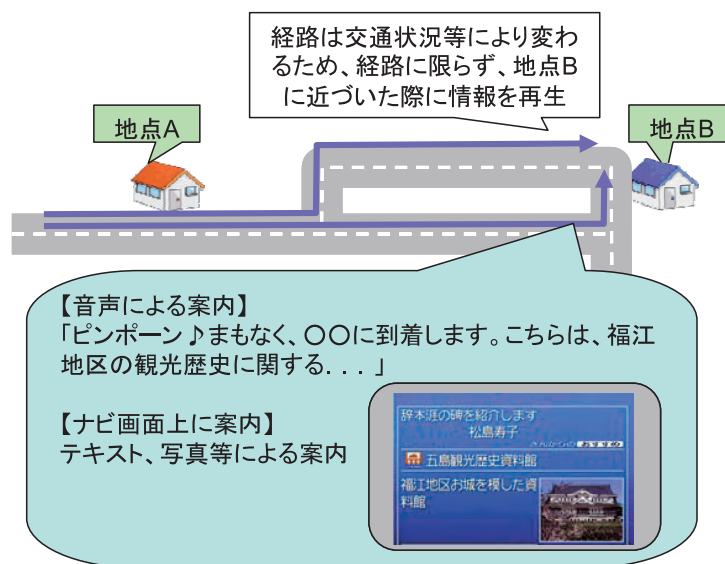 経路は交通状況等により変わ
るため、経路に限らず、地点B
に近づいた際に情報を再生
地点A
地点B
【音声による案内】
「ピンポーン♪まもなく、〇〇に到着します。こちらは、福江
地区の観光歴史に関する．．．」
【ナビ画面上に案内】
テキスト、写真等による案内
辞本涯の碑を紹介します
松島寿子
さんからの おすすめ
五島観光歴史資料館
福江地区お城を模した資
料館